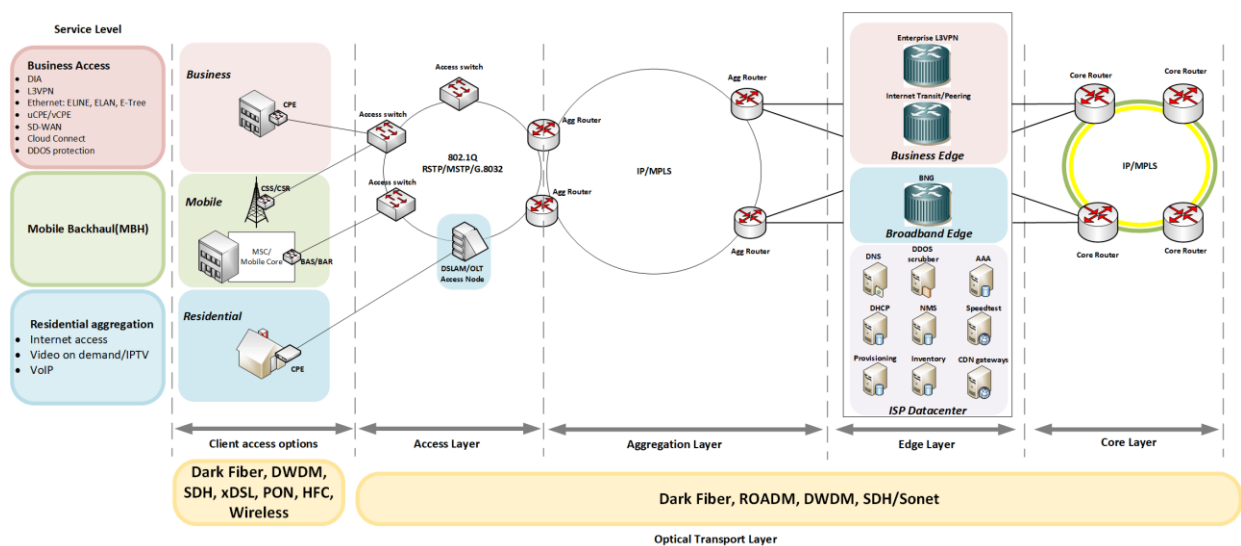 Service Level
Business Access
• DIA
• L3VPN
• Ethernet: ELINE, ELAN, E-Tree
• uCPE/vCPE
• SD-WAN
• Cloud Connect
• DDOS protection
Mobile Backhaul(MBH)
Residential aggregation
• Internet access
• Video on demand/IPTV
• VoIP
Business
CPE
Mobile
CSS/CSR
MSC/
Mobile Core
BAS/BAR
Residential
CPE
Access switch
Access switch
Access switch
802.1Q
RSTP/MSTP/G.8032
DSLAM/OLT
Access Node
Agg Router
Agg Router
IP/MPLS
Agg Router
Agg Router
Enterprise L3VPN
Internet Transit/Peering
Business Edge
BNG
Broadband Edge
DNS
DDOS
scrubber
AAA
DHCP
NMS
Speedtest
Provisioning
Inventory
CDN gateways
ISP Datacenter
Core Router
Core Router
IP/MPLS
Core Router
Core Router
Client access options
Access Layer
Aggregation Layer
Edge Layer
Core Layer
Dark Fiber, DWDM,
SDH, xDSL, PON, HFC,
Wireless
Dark Fiber, ROADM, DWDM, SDH/Sonet
Optical Transport Layer